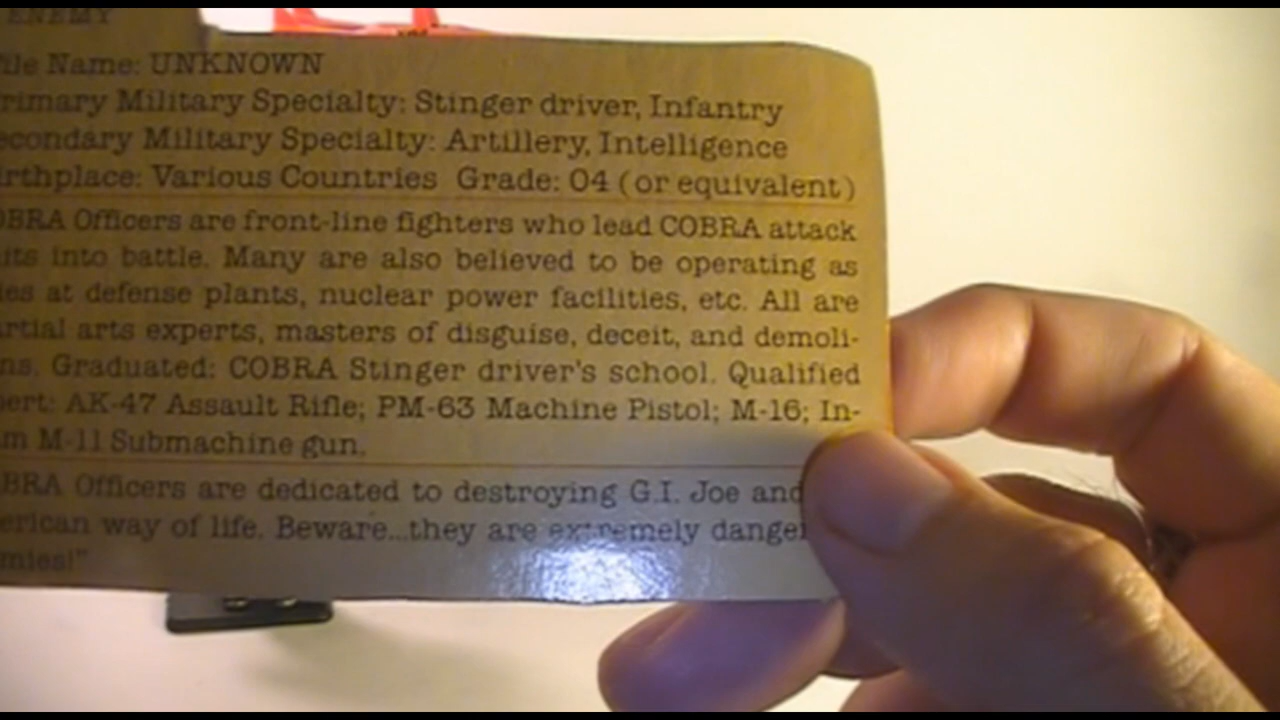 ENEMY
ile Name: UNKNOWN
rimary Military Specialty: Stinger driver, Infantry
econdary Military Specialty: Artillery, Intelligence
irthplace: Various Countries Grade: O4 (or equivalent)
OBRA Officers are front-line fighters who lead COBRA attack
its into battle. Many are also believed to be operating as
ies at defense plants, nuclear power facilities, etc. All are
artial arts experts, masters of disguise, deceit, and demoli-
ns. Graduated: COBRA Stinger driver's school. Qualified
pert: AK-47 Assault Rifle; PM-63 Machine Pistol; M-16; In-
am M-11 Submachine gun.
BRA Officers are dedicated to destroying G.I. Joe and
erican way of life. Beware...they are extremely danger
mies!"